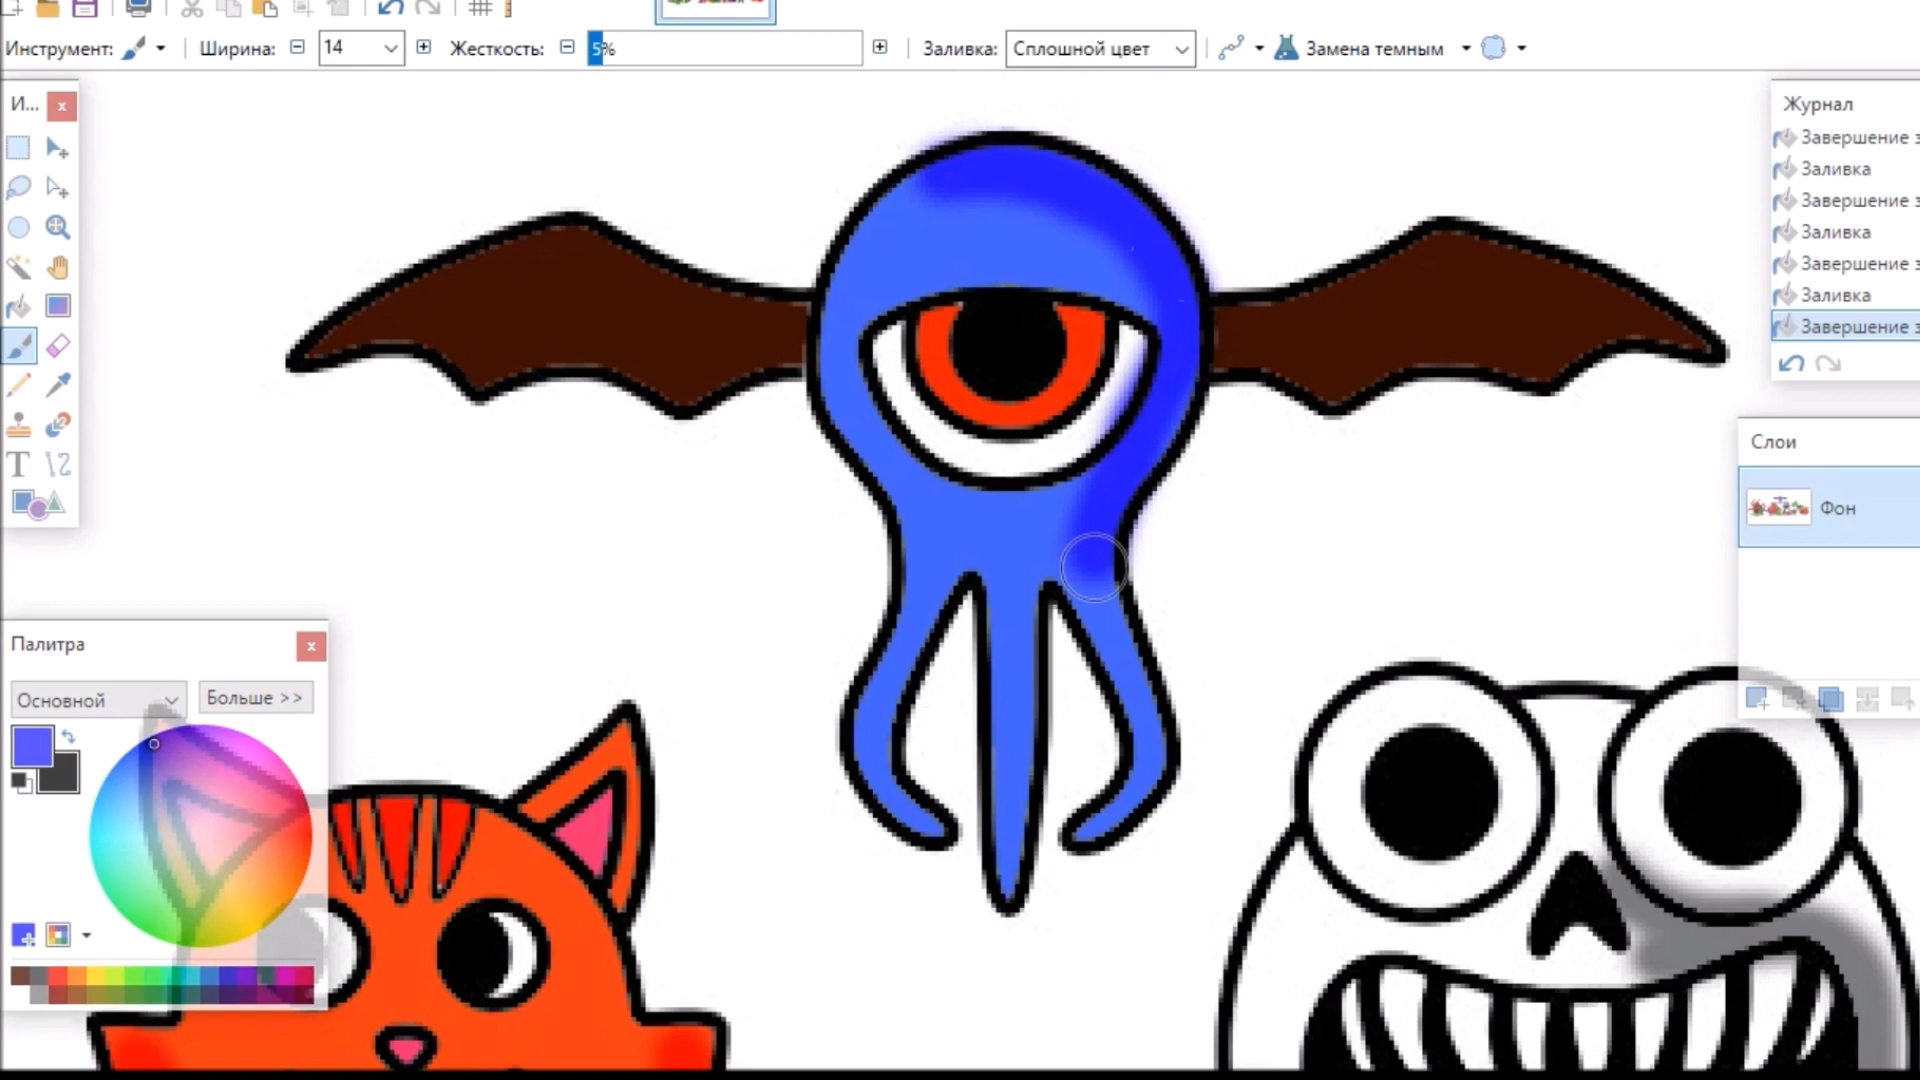 Инструмент:
Ширина:
14
Жесткость:
5%
Заливка:
Сплошной цвет
Замена темным
И...
Журнал
Завершение з
Заливка
Завершение з
Заливка
Завершение з
Заливка
Завершение з
Слои
Фон
Палитра
Основной
Больше >>